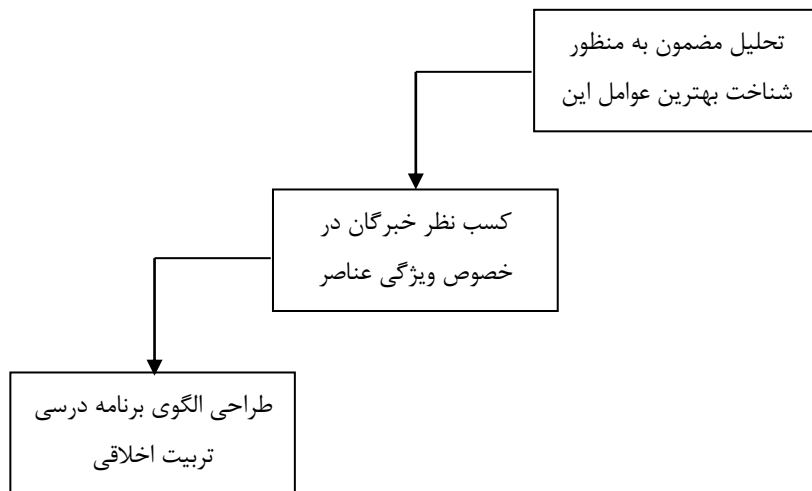 تحلیل مضمون به منظور
شناخت بهترین عوامل این
کسب نظر خبرگان در
خصوص ویژگی عناصر
طراحی الگوی برنامه درسی
تربیت اخلاقی